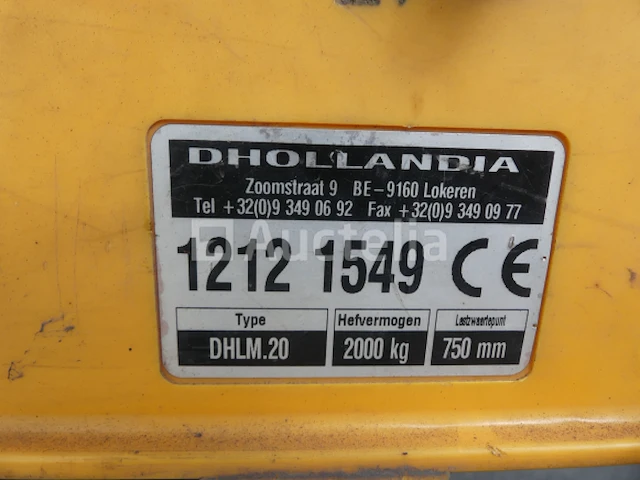 DHOLLANDIA
Zoomstraat 9 BE-9160 Lokeren
Tel +32(0)9 349 06 92 Fax +32(0)9 349 09 77
1212 1549 CE
Auctelia
Type Hefvermogen Lastzwaartepunt
DHLM.20 2000 kg 750 mm